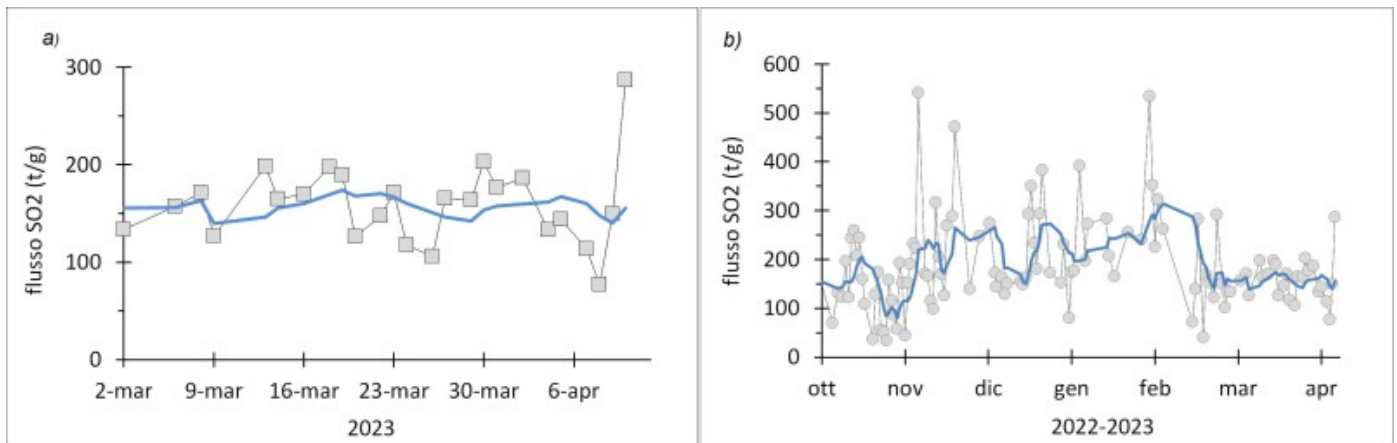 a)
300
200
100
0
flusso SO2 (t/g)
2-mar 9-mar 16-mar 23-mar 30-mar 6-apr
2023
b)
600
500
400
300
200
100
0
flusso SO2 (t/g)
ott nov dic gen feb mar apr
2022-2023